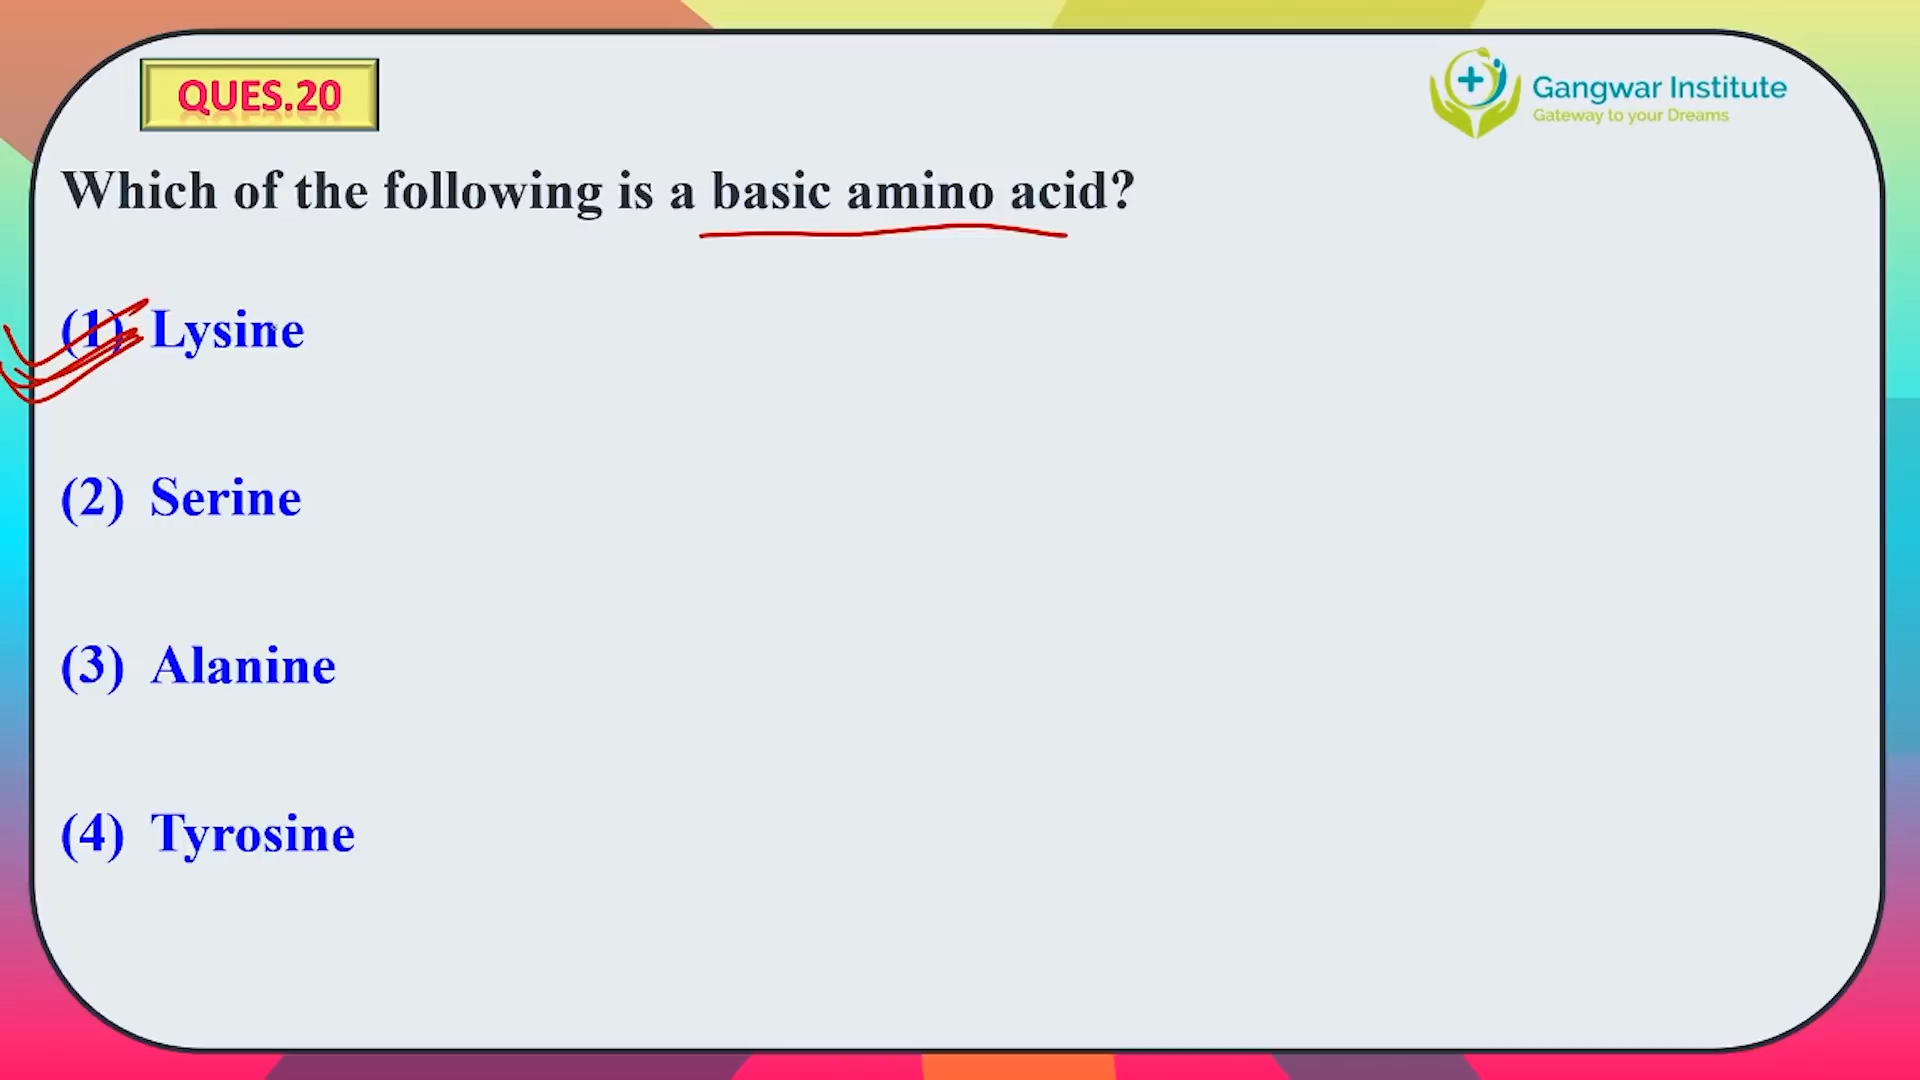 QUES.20
Gangwar Institute
Gateway to your Dreams
Which of the following is a basic amino acid?
(1) Lysine
(2) Serine
(3) Alanine
(4) Tyrosine